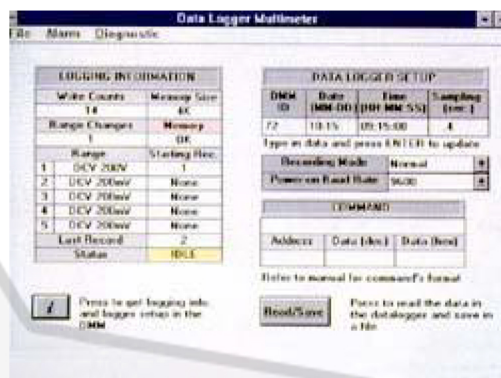 Data Logger Multimeter
File Alarm Diagnostic
LOGGING INFORMATION
Wake Counts Memory Size
14 4K
Range Changes Memory
1 OK
Range Starting Rec.
1 DCV 200V 1
2 DCV 200mV None
3 DCV 200mV None
4 DCV 200mV None
5 DCV 200mV None
Last Record 2
Status IDLE
i Press to get logging info.
and logger setup in the
DMM
DATA LOGGER SETUP
DMM Date Time Sampling
ID (MM-DD) (HH:MM:SS) (sec.)
72 10-15 09:15:00 4
Type in data and press ENTER to update
Recording Mode Normal
Power-on Baud Rate 9600
COMMAND
Address Data (dec) Data (hex)
Refer to manual for command's format
Read/Save Press to read the data in
the datalogger and save in
a file